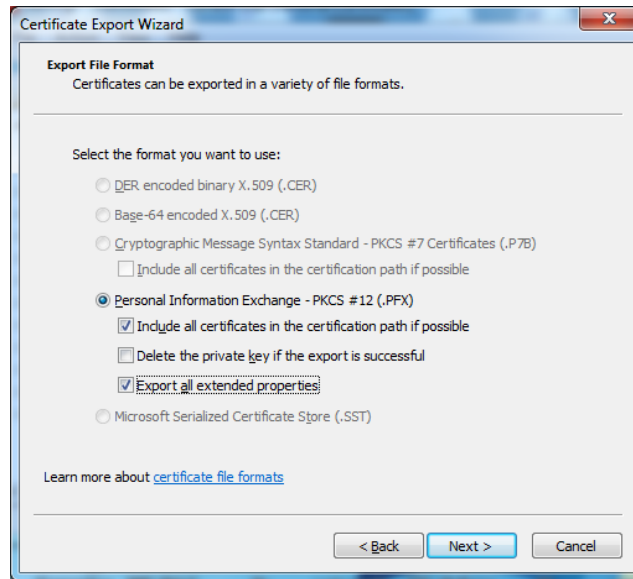 Certificate Export Wizard
Export File Format
Certificates can be exported in a variety of file formats.
Select the format you want to use:
DER encoded binary X.509 (.CER)
Base-64 encoded X.509 (.CER)
Cryptographic Message Syntax Standard - PKCS #7 Certificates (.P7B)
Include all certificates in the certification path if possible
Personal Information Exchange - PKCS #12 (.PFX)
Include all certificates in the certification path if possible
Delete the private key if the export is successful
Export all extended properties
Microsoft Serialized Certificate Store (.SST)
Learn more about certificate file formats
< Back Next > Cancel